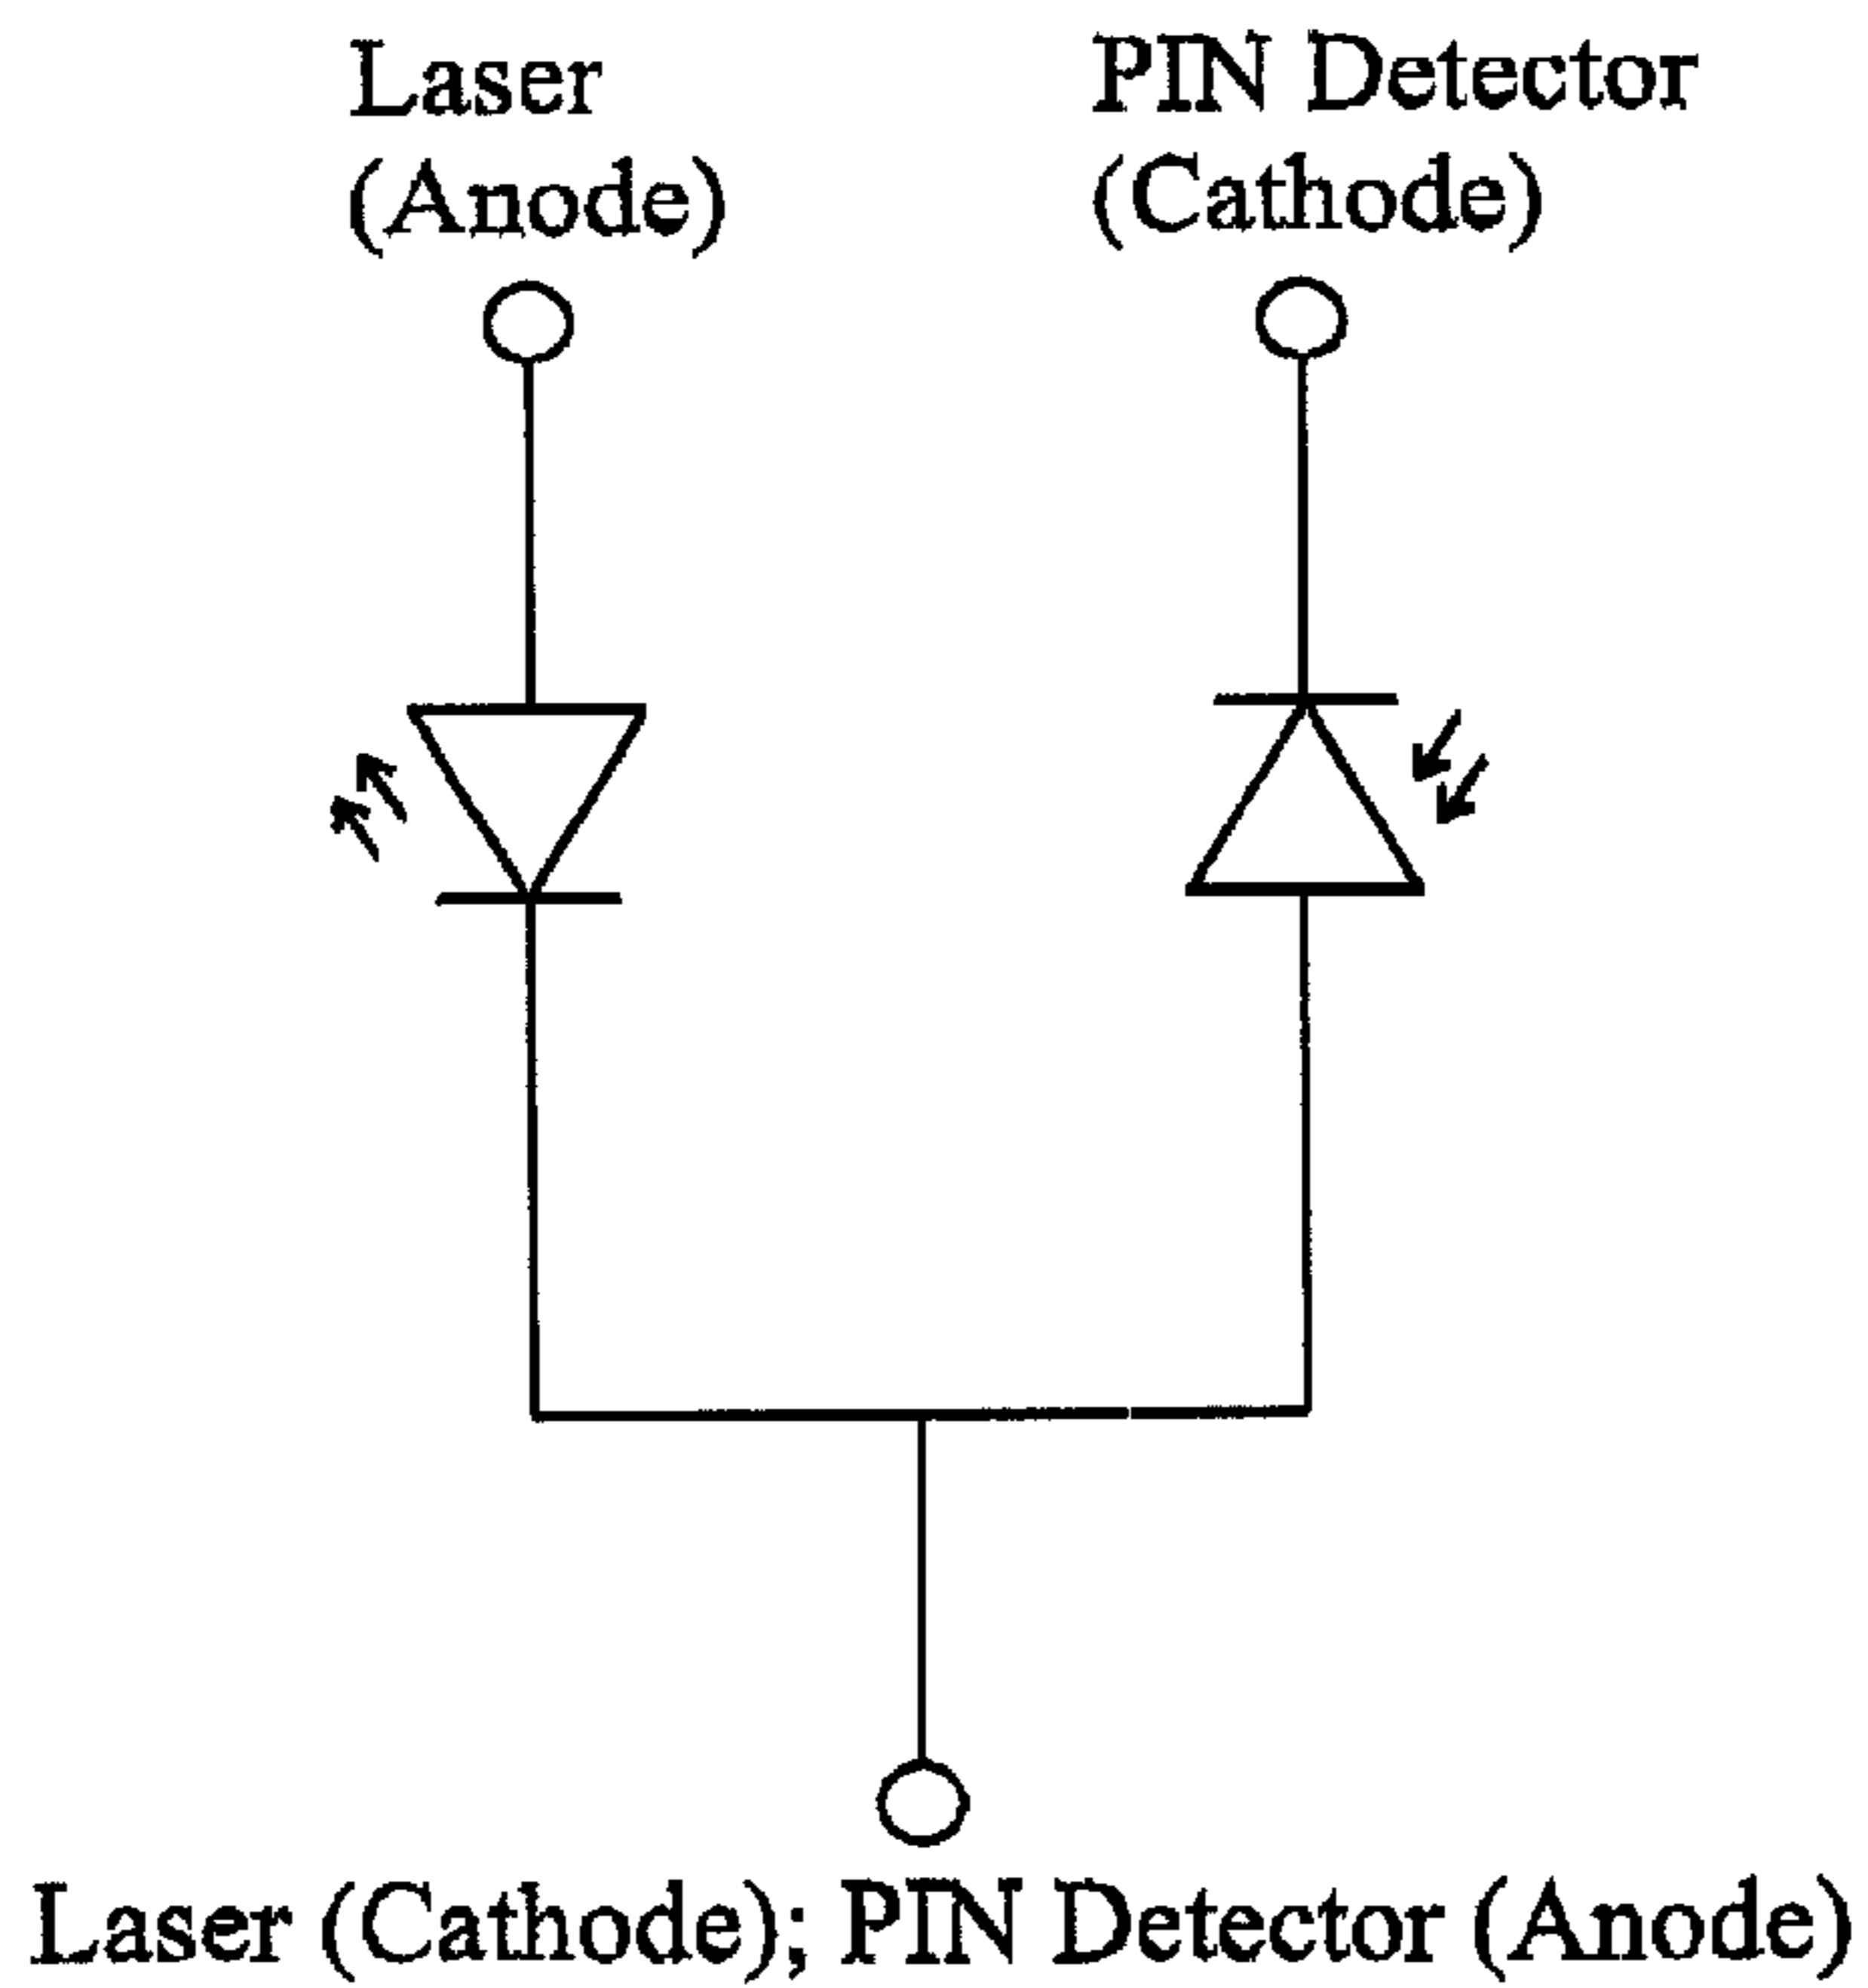 Laser
(Anode)
PIN Detector
(Cathode)
Laser (Cathode); PIN Detector (Anode)